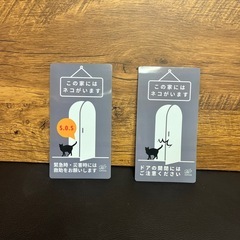 この家には
ネコがいます
S.O.S
緊急時・災害時には
救助をお願いします
この家には
ネコがいます
ドアの開閉には
ご注意ください